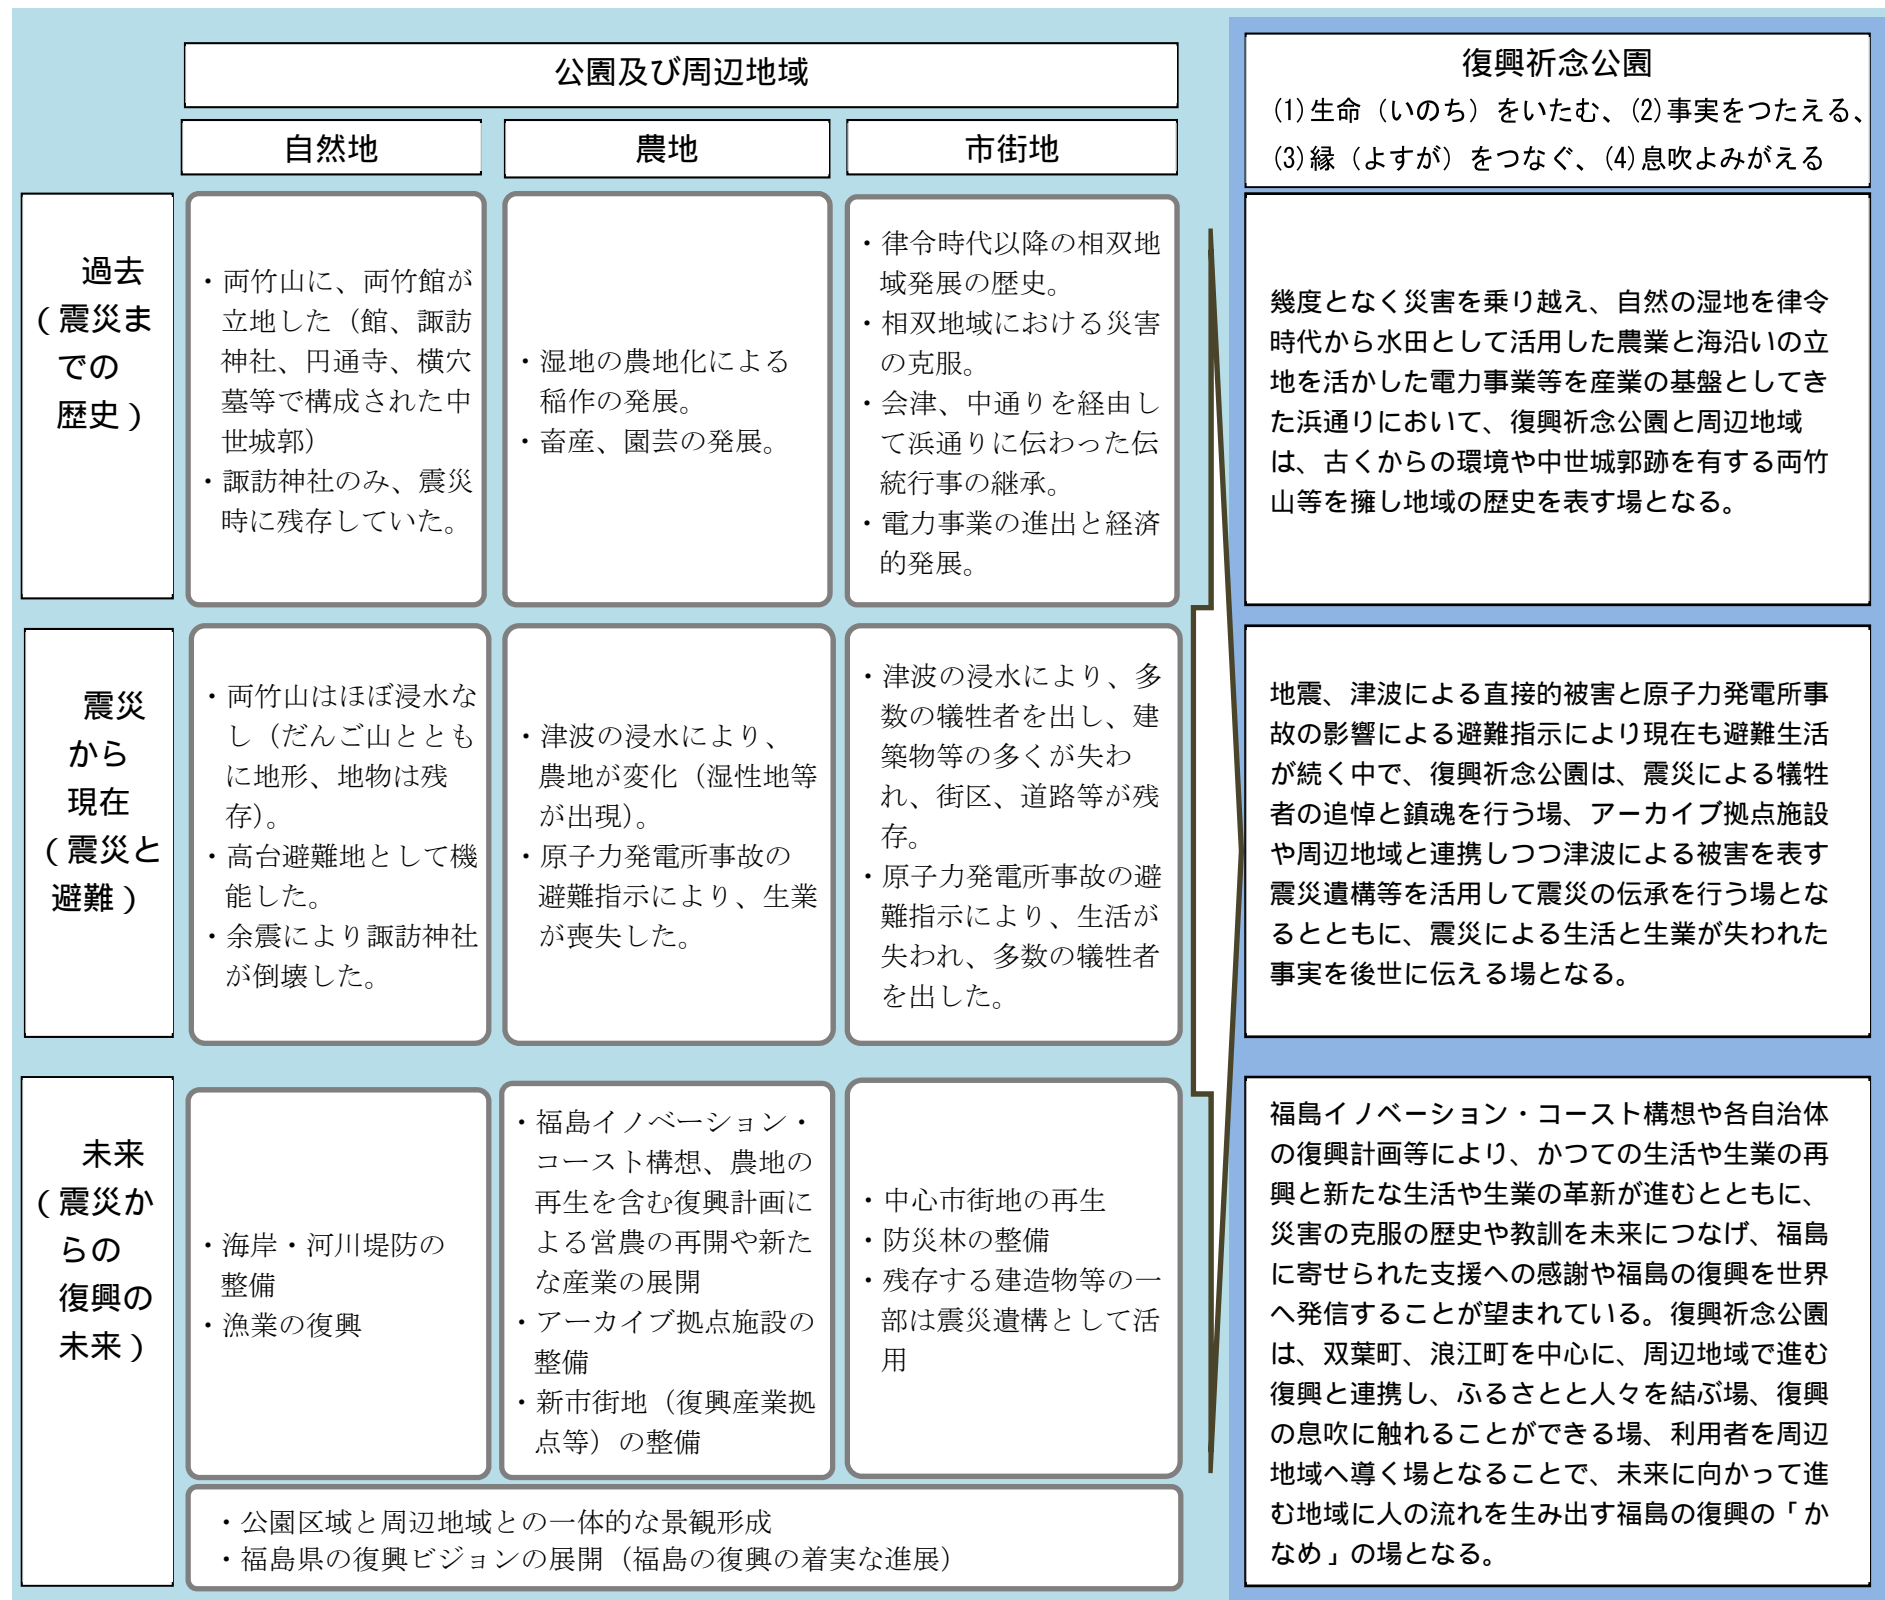 公園及び周辺地域
自然地
農地
市街地
復興祈念公園
(1)生命（いのち）をいたむ、(2)事実をつたえる、
(3)縁（よすが）をつなぐ、(4)息吹よみがえる
過去
（震災ま
での
歴史）
・両竹山に、両竹館が
立地した（館、諏訪
神社、円通寺、横穴
墓等で構成された中
世城郭）
・諏訪神社のみ、震災
時に残存していた。
・湿地の農地化による
稲作の発展。
・畜産、園芸の発展。
・律令時代以降の相双地
域発展の歴史。
・相双地域における災害
の克服。
・会津、中通りを経由し
て浜通りに伝わった伝
統行事の継承。
・電力事業の進出と経済
的発展。
幾度となく災害を乗り越え、自然の湿地を律令
時代から水田として活用した農業と海沿いの立
地を活かした電力事業等を産業の基盤としてき
た浜通りにおいて、復興祈念公園と周辺地域
は、古くからの環境や中世城郭跡を有する両竹
山等を擁し地域の歴史を表す場となる。
震災
から
現在
（震災と
避難）
・両竹山はほぼ浸水な
し（だんご山ととも
に地形、地物は残
存）。
・高台避難地として機
能した。
・余震により諏訪神社
が倒壊した。
・津波の浸水により、
農地が変化（湿性地等
が出現）。
・原子力発電所事故の
避難指示により、生業
が喪失した。
・津波の浸水により、多
数の犠牲者を出し、建
築物等の多くが失わ
れ、街区、道路等が残
存。
・原子力発電所事故の避
難指示により、生活が
失われ、多数の犠牲者
を出した。
地震、津波による直接的被害と原子力発電所事
故の影響による避難指示により現在も避難生活
が続く中で、復興祈念公園は、震災による犠牲
者の追悼と鎮魂を行う場、アーカイブ拠点施設
や周辺地域と連携しつつ津波による被害を表す
震災遺構等を活用して震災の伝承を行う場とな
るとともに、震災による生活と生業が失われた
事実を後世に伝える場となる。
未来
（震災か
らの
復興の
未来）
・海岸・河川堤防の
整備
・漁業の復興
・福島イノベーション・
コースト構想、農地の
再生を含む復興計画に
よる営農の再開や新た
な産業の展開
・アーカイブ拠点施設の
整備
・新市街地（復興産業拠
点等）の整備
・中心市街地の再生
・防災林の整備
・残存する建造物等の一
部は震災遺構として活
用
・公園区域と周辺地域との一体的な景観形成
・福島県の復興ビジョンの展開（福島の復興の着実な進展）
福島イノベーション・コースト構想や各自治体
の復興計画等により、かつての生活や生業の再
興と新たな生活や生業の革新が進むとともに、
災害の克服の歴史や教訓を未来につなげ、福島
に寄せられた支援への感謝や福島の復興を世界
へ発信することが望まれている。復興祈念公園
は、双葉町、浪江町を中心に、周辺地域で進む
復興と連携し、ふるさとと人々を結ぶ場、復興
の息吹に触れることができる場、利用者を周辺
地域へ導く場となることで、未来に向かって進
む地域に人の流れを生み出す福島の復興の「か
なめ」の場となる。